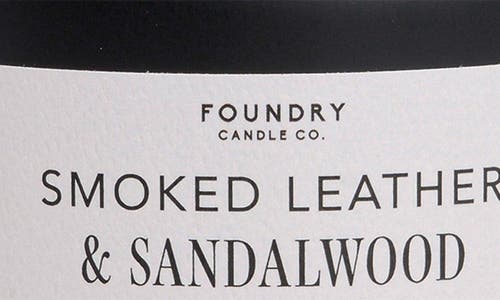 FOUNDRY
CANDLE CO.
SMOKED LEATHER
& SANDALWOOD